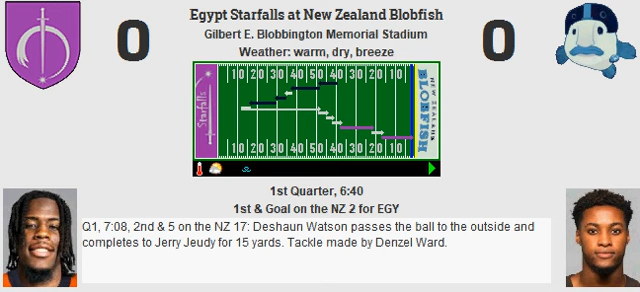 Egypt Starfalls at New Zealand Blobfish
0
0
Gilbert E. Blobbington Memorial Stadium
Weather: warm, dry, breeze
10 20 30 40 50 40 30 20 10
Starfalls
NEW ZEALAND
BLOBFISH
10 20 30 40 50 40 30 20 10
1st Quarter, 6:40
1st & Goal on the NZ 2 for EGY
Q1, 7:08, 2nd & 5 on the NZ 17: Deshaun Watson passes the ball to the outside and
completes to Jerry Jeudy for 15 yards. Tackle made by Denzel Ward.